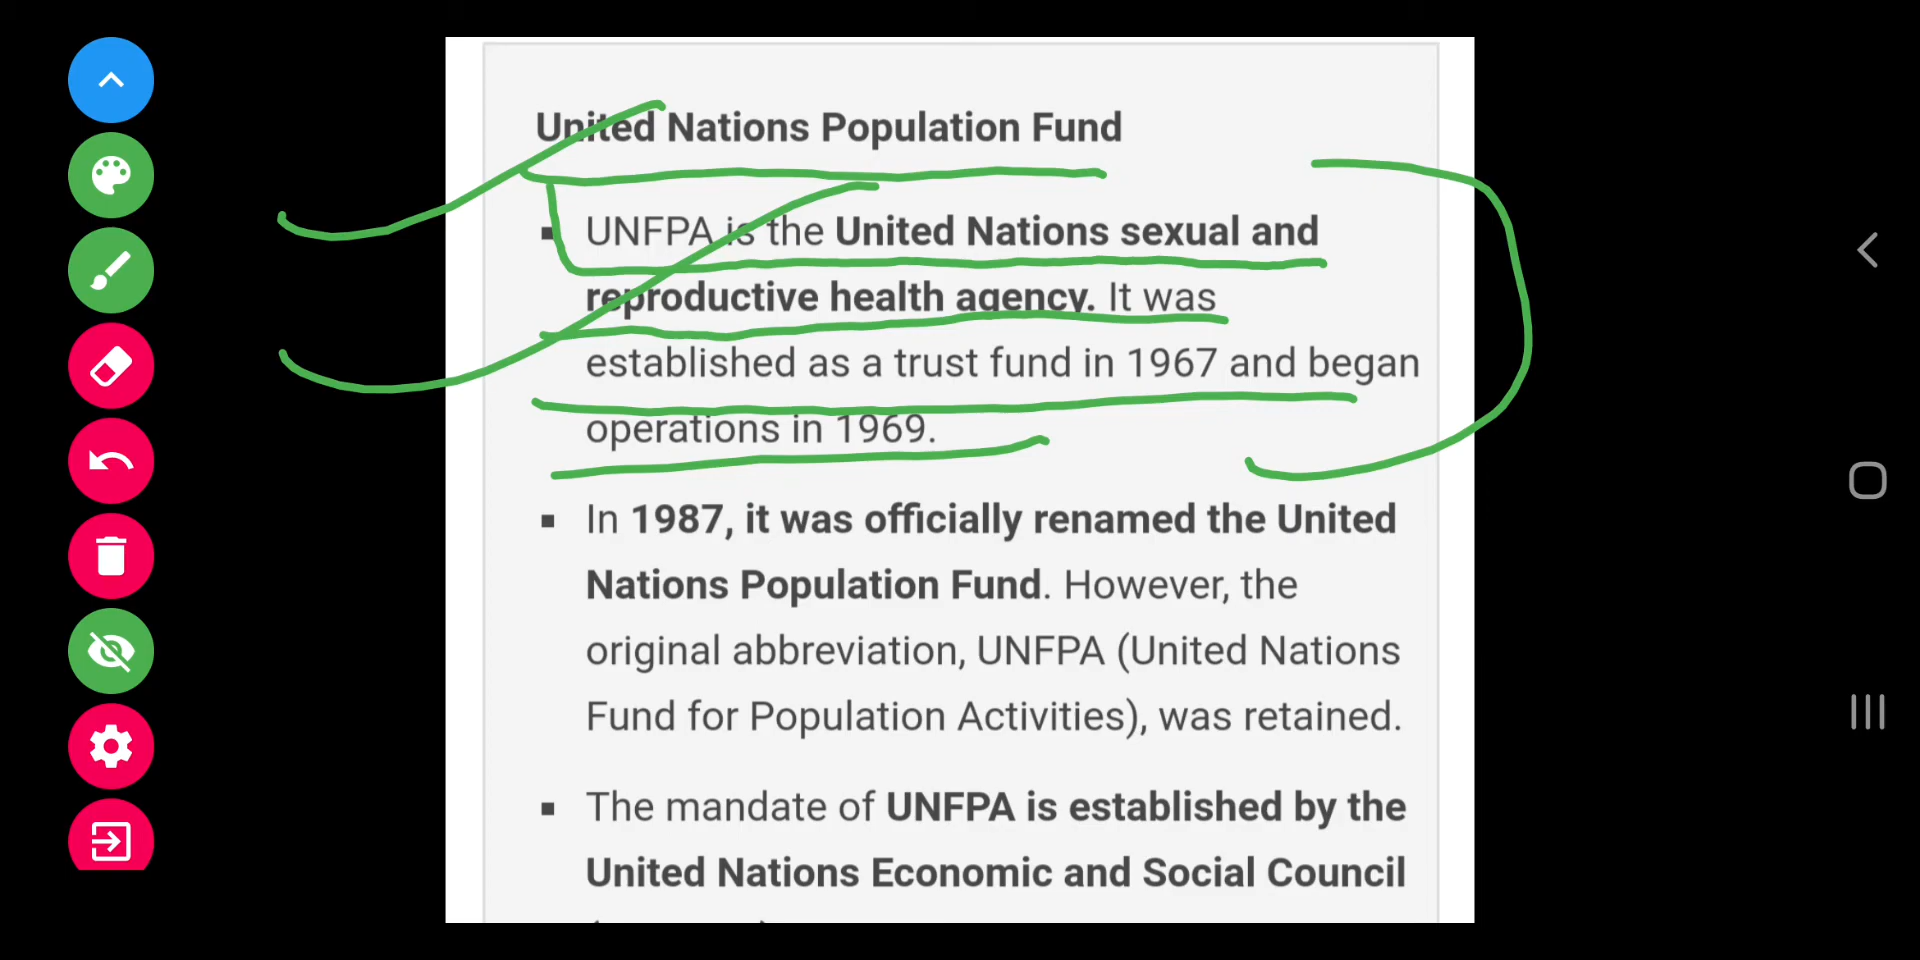 United Nations Population Fund
▪ UNFPA is the United Nations sexual and
reproductive health agency. It was
established as a trust fund in 1967 and began
operations in 1969.
▪ In 1987, it was officially renamed the United
Nations Population Fund. However, the
original abbreviation, UNFPA (United Nations
Fund for Population Activities), was retained.
▪ The mandate of UNFPA is established by the
United Nations Economic and Social Council